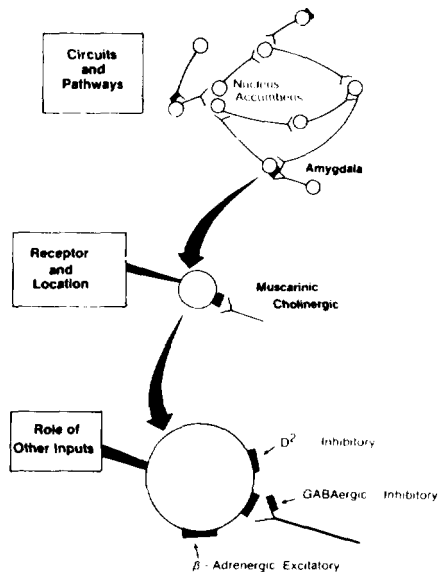 Circuits
and
Pathways
Nucleus
Accumbens
Amygdala
Receptor
and
Location
Muscarinic
Cholinergic
Role of
Other Inputs
D² Inhibitory
GABAergic Inhibitory
β - Adrenergic Excitatory